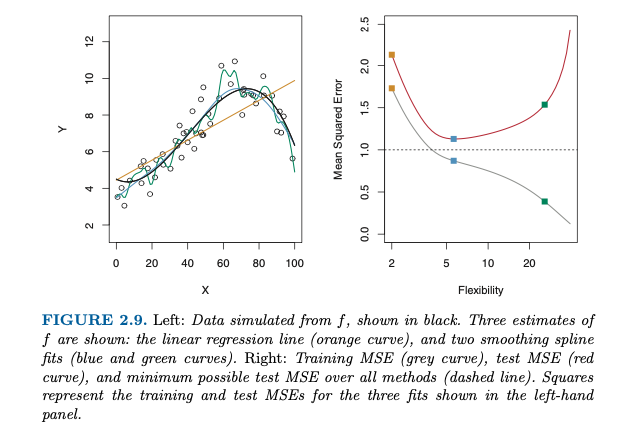 12
10
8
6
4
2
Y
0 20 40 60 80 100
X
2.5
2.0
1.5
1.0
0.5
0.0
Mean Squared Error
2 5 10 20
Flexibility
FIGURE 2.9. Left: Data simulated from f, shown in black. Three estimates of
f are shown: the linear regression line (orange curve), and two smoothing spline
fits (blue and green curves). Right: Training MSE (grey curve), test MSE (red
curve), and minimum possible test MSE over all methods (dashed line). Squares
represent the training and test MSEs for the three fits shown in the left-hand
panel.